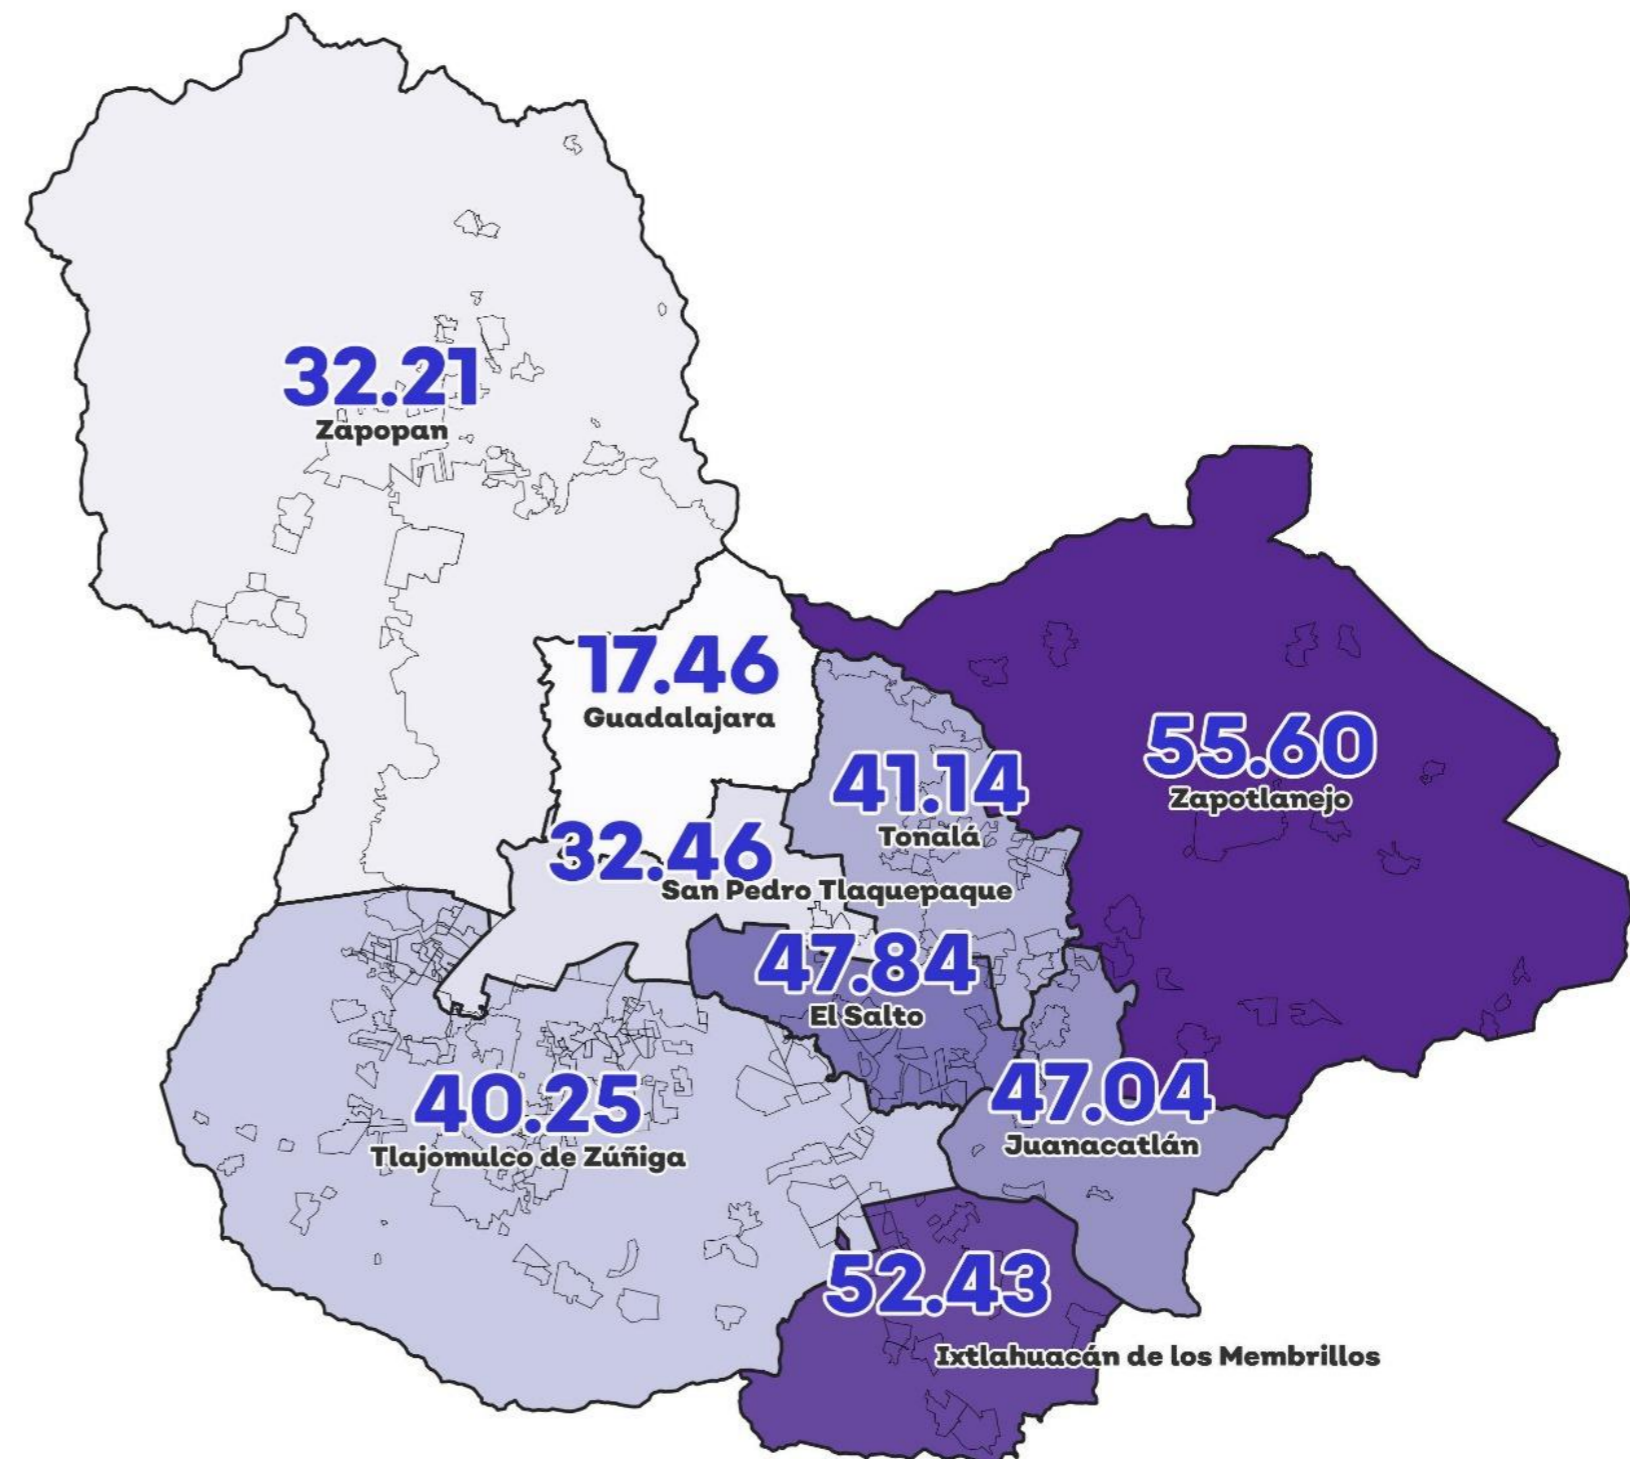 32.21
Zapopan
17.46
Guadalajara
55.60
Zapotlanejo
41.14
Tonalá
32.46
San Pedro Tlaquepaque
47.84
El Salto
47.04
Juanacatlán
40.25
Tlajomulco de Zúñiga
52.43
Ixtlahuacán de los Membrillos